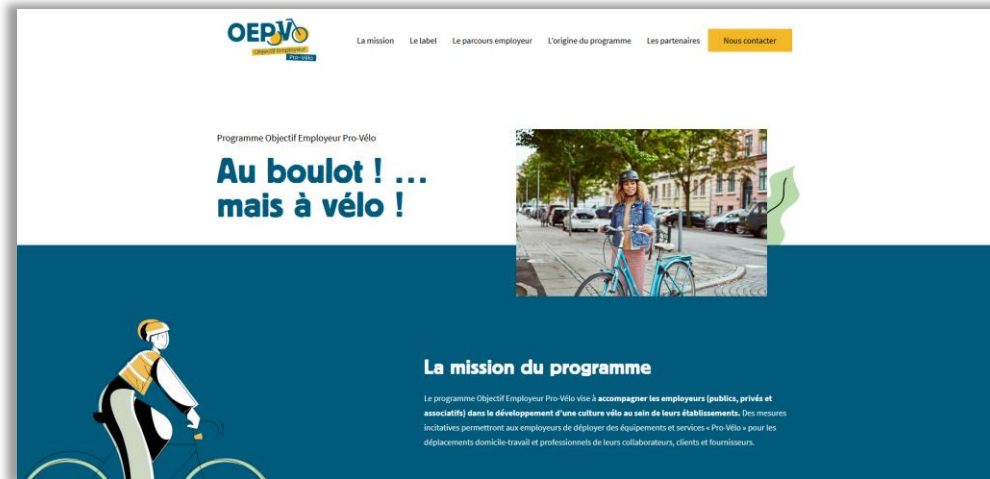 OEPV
Objectif Employeur
Pro-Vélo
La mission
Le label
Le parcours employeur
L'origine du programme
Les partenaires
Nous contacter
Programme Objectif Employeur Pro-Vélo
Au boulot ! ...
mais à vélo !
La mission du programme
Le programme Objectif Employeur Pro-Vélo vise à accompagner les employeurs (publics, privés et
associatifs) dans le développement d'une culture vélo au sein de leurs établissements. Des mesures
incitatives permettront aux employeurs de déployer des équipements et services « Pro-Vélo » pour les
déplacements domicile-travail et professionnels de leurs collaborateurs, clients et fournisseurs.